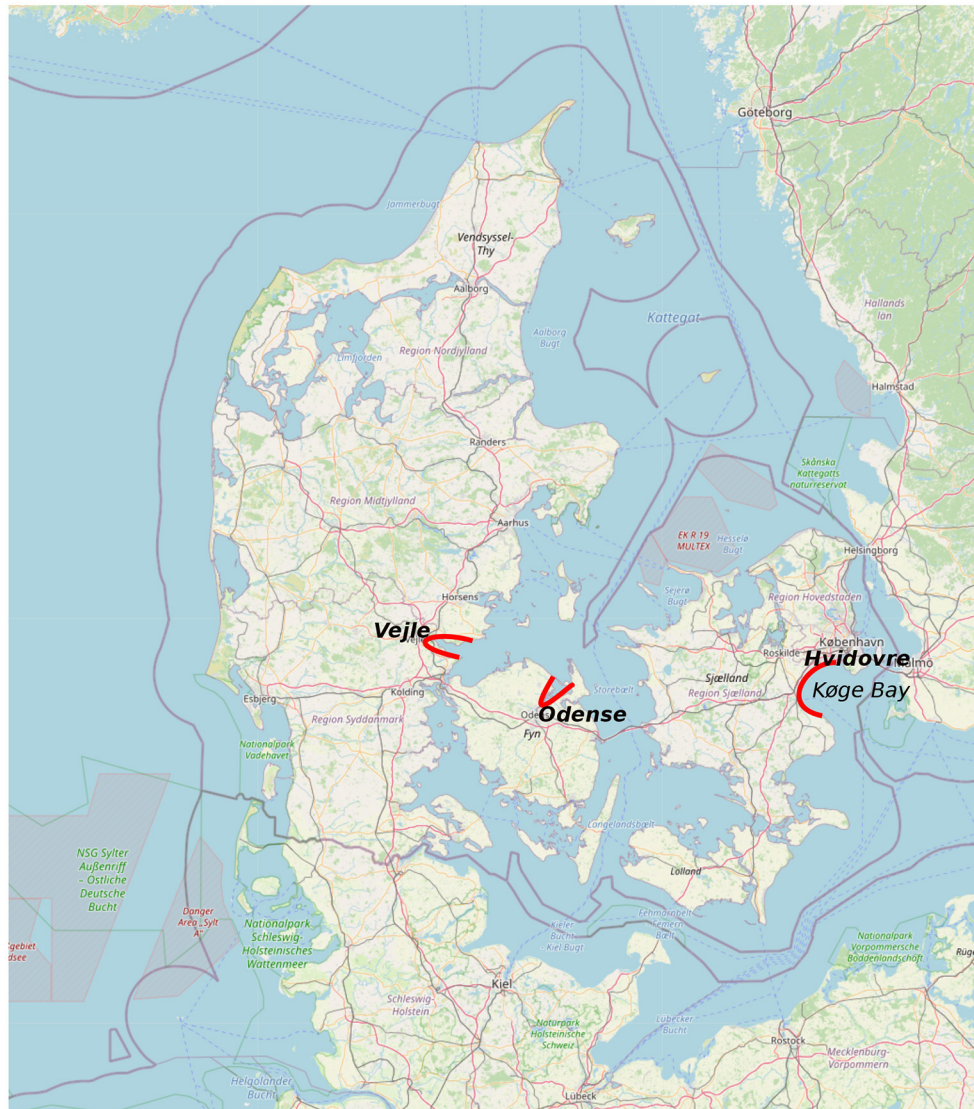 Göteborg
Jammerbugt
Vendsyssel-
Thy
Aalborg
Kattegat
Hallands
län
Aalborg
Bugt
Limfjorden
Region Nordjylland
Halmstad
Randers
Skånska
Kattegatts
naturreservat
Region Midtjylland
Aarhus
EK R 19
MULTEX
Hesselø
Bugt
Helsingborg
Sejerø
Bugt
Horsens
Region Hovedstaden
Vejle
København
Roskilde
Hvidovre
Malmö
Sjælland
Region Sjælland
Køge Bay
Esbjerg
Kolding
Storebælt
Region Syddanmark
Odense
Fyn
Nationalpark
Vadehavet
Langelandsbælt
NSG Sylter
Außenriff
– Östliche
Deutsche
Bucht
Lolland
Danger
Area „Sylt
A"
Nationalpark
Schleswig-
Holsteinisches
Wattenmeer
Kieler
Bucht
- Kiel Bugt
Fehmarnbelt
- Femern
Bælt
Nationalpark
Vorpommersche
Boddenlandschaft
Kiel
Schleswig-
Holstein
Naturpark
Holsteinische
Schweiz
Lübecker
Bucht
Rostock
Mecklenburg-
Vorpommern
Helgoländer
Bucht
Lübeck